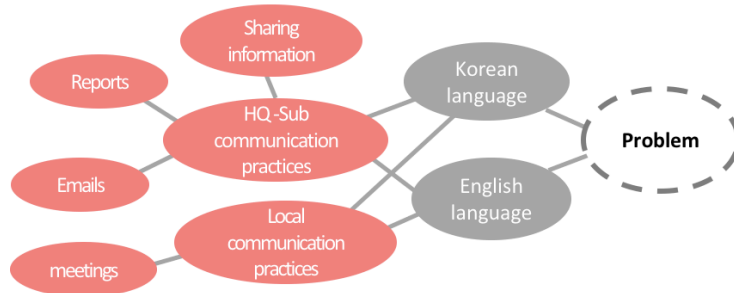 Sharing
information
Reports
HQ-Sub
communication
practices
Emails
Local
communication
practices
meetings
Korean
language
English
language
Problem